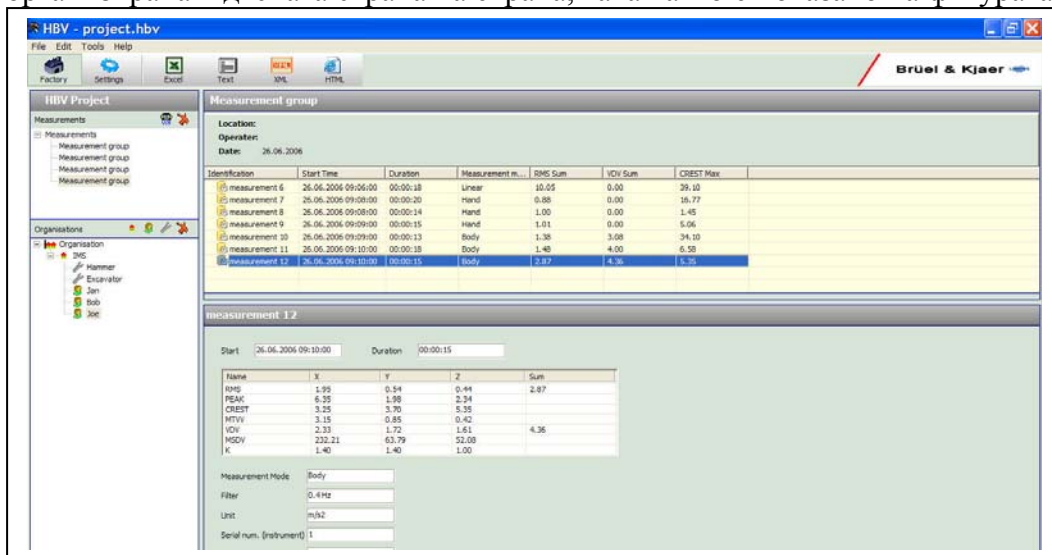 HBV - project.hbv
File Edit Tools Help
Factory Settings Excel Text XML HTML
Brüel & Kjaer
HBV Project
Measurements
Measurements
Measurement group
Measurement group
Measurement group
Measurement group
Organisations
Organisation
IMS
Hammer
Excavator
Jan
Bob
Joe
Measurement group
Location:
Operater:
Date: 26.06.2006
Identification Start Time Duration Measurement m... RMS Sum VDV Sum CREST Max
measurement 6 26.06.2006 09:06:00 00:00:18 Linear 10.05 0.00 39.10
measurement 7 26.06.2006 09:08:00 00:00:20 Hand 0.88 0.00 16.77
measurement 8 26.06.2006 09:08:00 00:00:14 Hand 1.00 0.00 1.45
measurement 9 26.06.2006 09:09:00 00:00:15 Hand 1.01 0.00 5.06
measurement 10 26.06.2006 09:09:00 00:00:13 Body 1.38 3.08 34.10
measurement 11 26.06.2006 09:10:00 00:00:18 Body 1.48 4.00 6.58
measurement 12 26.06.2006 09:10:00 00:00:15 Body 2.87 4.36 5.35
measurement 12
Start 26.06.2006 09:10:00 Duration 00:00:15
Name X Y Z Sum
RMS 1.95 0.54 0.44 2.87
PEAK 6.35 1.98 2.34
CREST 3.25 3.70 5.35
MTVV 3.15 0.85 0.42
VDV 2.33 1.72 1.61 4.36
MSDV 232.21 63.79 52.08
K 1.40 1.40 1.00
Measurement Mode Body
Filter 0.4 Hz
Unit m/s2
Serial num. (instrument) 1